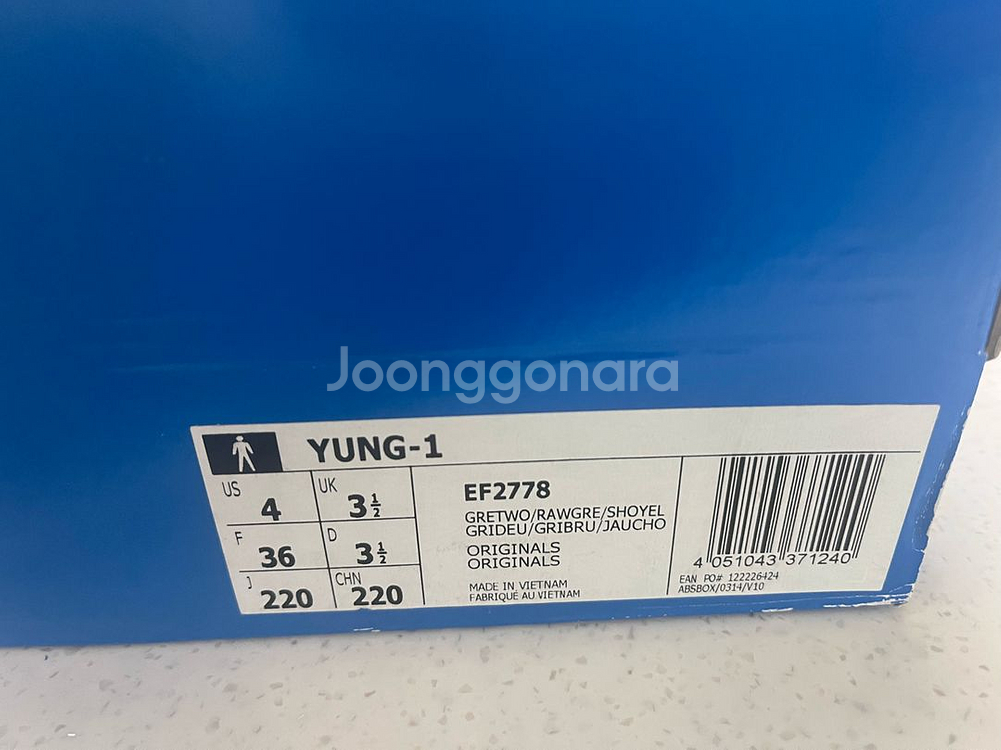 Joonggonara
YUNG-1
US 4
UK 3½
F 36
D 3½
J 220
CHN 220
EF2778
GRETWO/RAWGRE/SHOYEL
GRIDEU/GRIBRU/JAUCHO
ORIGINALS
ORIGINALS
MADE IN VIETNAM
FABRIQUÉ AU VIETNAM
4 051043 371240
EAN PO# 122226424
ABSBOX/0314/V10